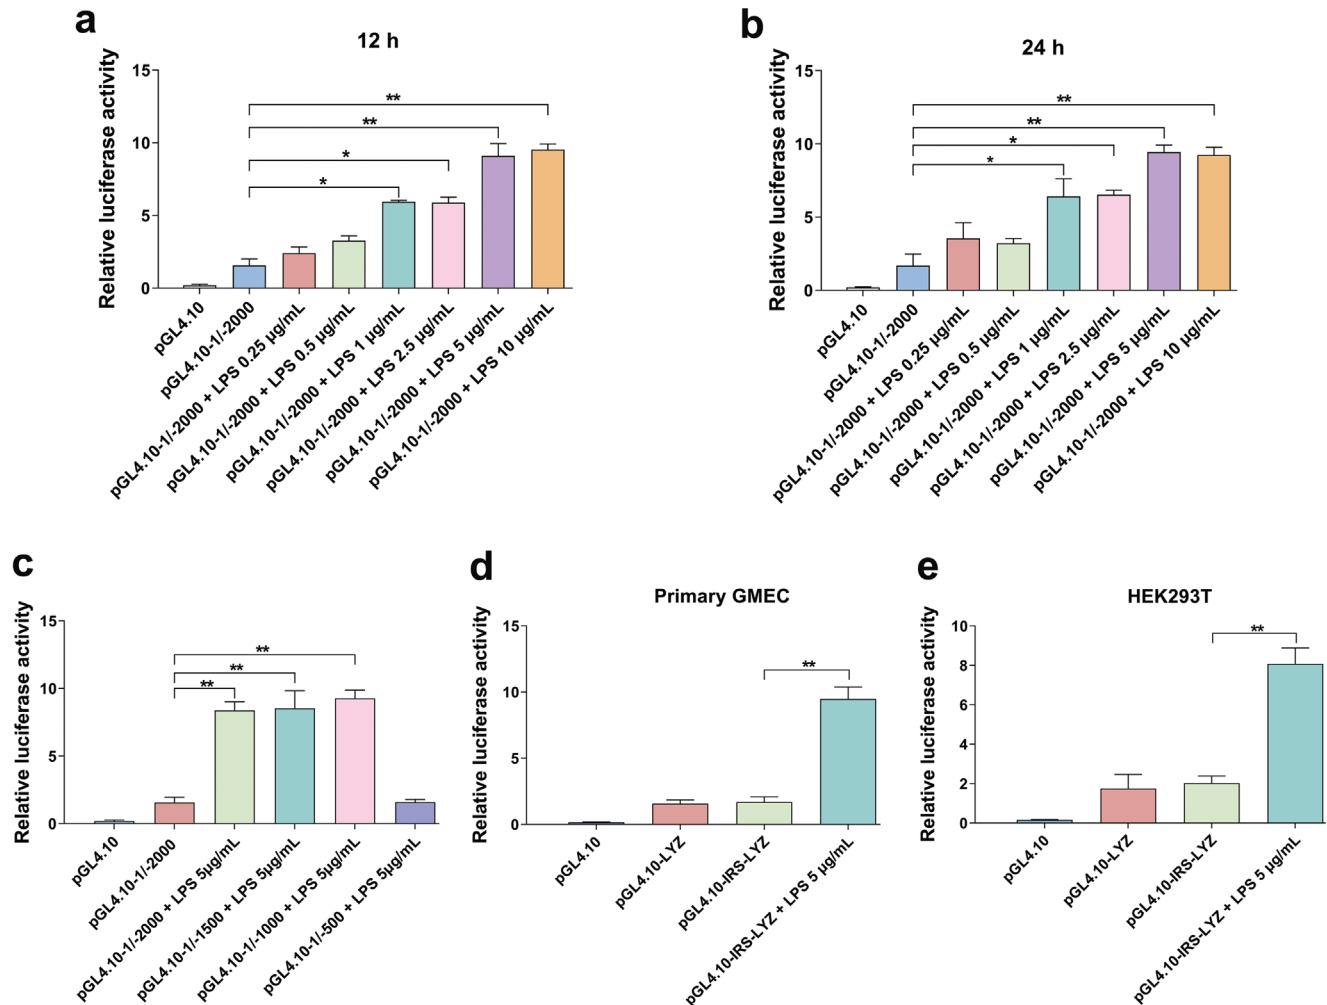 a
12 h
Relative luciferase activity
15
10
5
0
**
**
*
*
pGL4.10
pGL4.10-1/-2000
pGL4.10-1/-2000 + LPS 0.25 μg/mL
pGL4.10-1/-2000 + LPS 0.5 μg/mL
pGL4.10-1/-2000 + LPS 1 μg/mL
pGL4.10-1/-2000 + LPS 2.5 μg/mL
pGL4.10-1/-2000 + LPS 5 μg/mL
pGL4.10-1/-2000 + LPS 10 μg/mL
b
24 h
Relative luciferase activity
15
10
5
0
**
**
*
*
pGL4.10
pGL4.10-1/-2000
pGL4.10-1/-2000 + LPS 0.25 μg/mL
pGL4.10-1/-2000 + LPS 0.5 μg/mL
pGL4.10-1/-2000 + LPS 1 μg/mL
pGL4.10-1/-2000 + LPS 2.5 μg/mL
pGL4.10-1/-2000 + LPS 5 μg/mL
pGL4.10-1/-2000 + LPS 10 μg/mL
c
Relative luciferase activity
15
10
5
0
**
**
**
pGL4.10
pGL4.10-1/-2000
pGL4.10-1/-2000 + LPS 5μg/mL
pGL4.10-1/-1500 + LPS 5μg/mL
pGL4.10-1/-1000 + LPS 5μg/mL
pGL4.10-1/-500 + LPS 5μg/mL
d
Primary GMEC
Relative luciferase activity
15
10
5
0
**
pGL4.10
pGL4.10-LYZ
pGL4.10-IRS-LYZ
pGL4.10-IRS-LYZ + LPS 5 μg/mL
e
HEK293T
Relative luciferase activity
10
8
6
4
2
0
**
pGL4.10
pGL4.10-LYZ
pGL4.10-IRS-LYZ
pGL4.10-IRS-LYZ + LPS 5 μg/mL